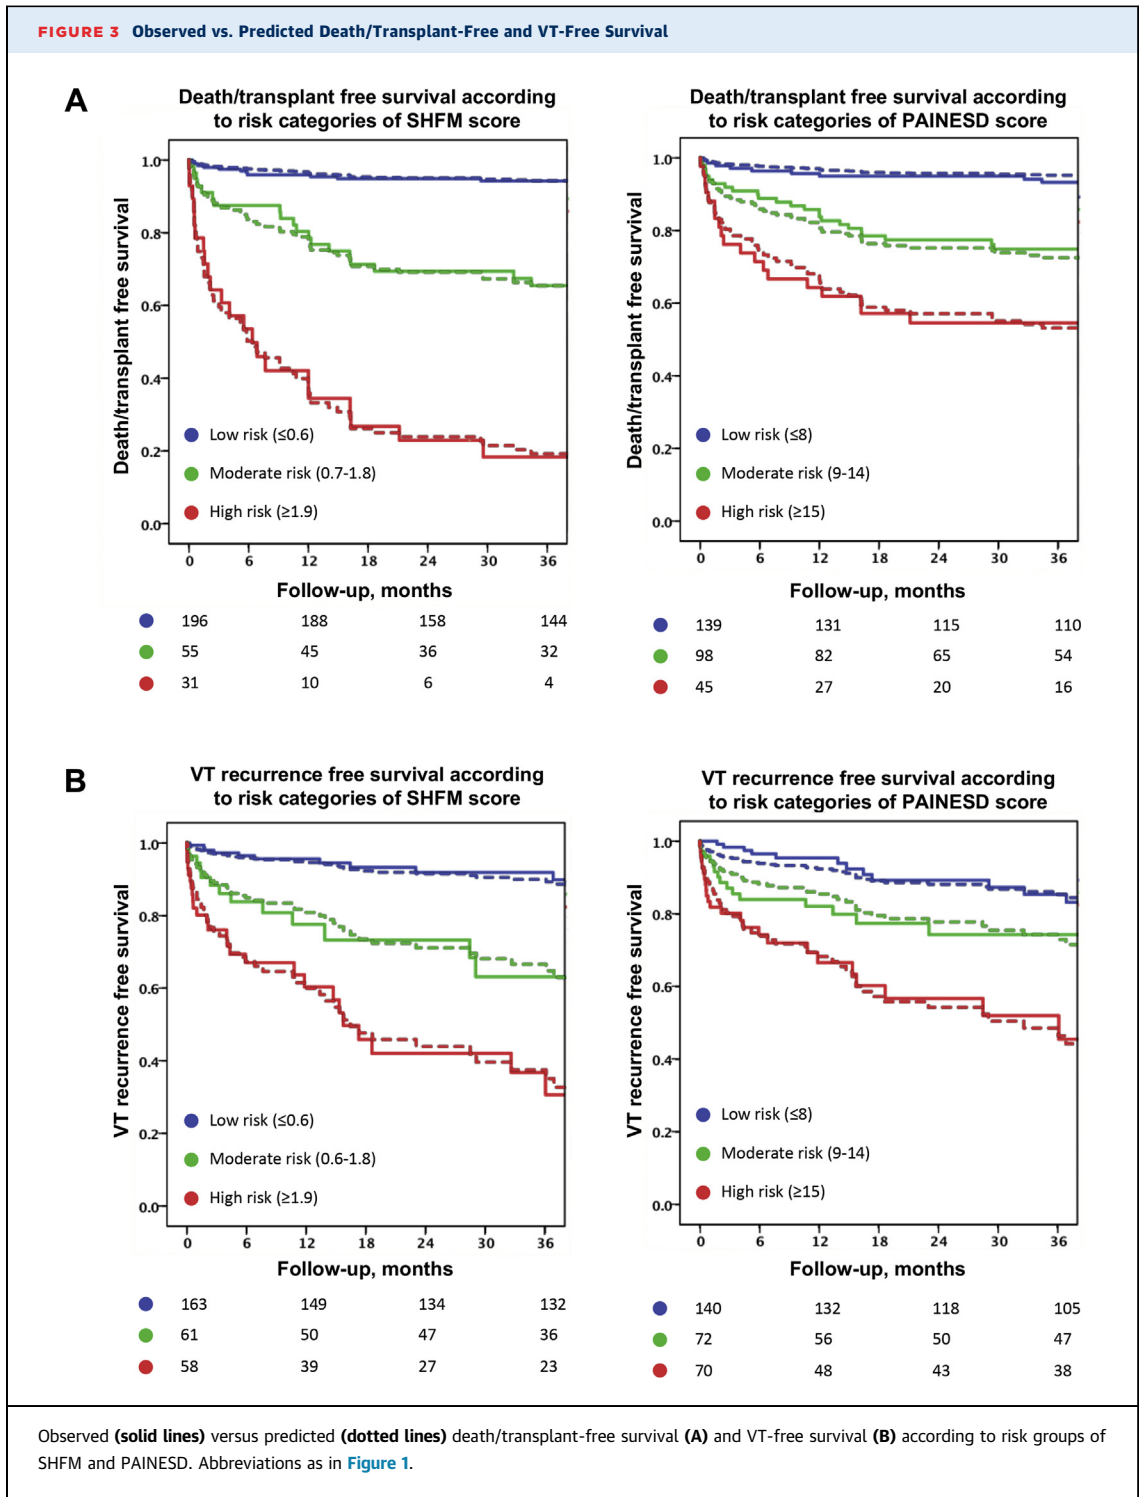 FIGURE 3 Observed vs. Predicted Death/Transplant-Free and VT-Free Survival
A
Death/transplant free survival according
to risk categories of SHFM score
Death/transplant free survival
1.0
0.8
0.6
0.4
0.2
0.0
Low risk (≤0.6)
Moderate risk (0.7-1.8)
High risk (≥1.9)
0 6 12 18 24 30 36
Follow-up, months
196 188 158 144
55 45 36 32
31 10 6 4
Death/transplant free survival according
to risk categories of PAINESD score
Death/transplant free survival
1.0
0.8
0.6
0.4
0.2
0.0
Low risk (≤8)
Moderate risk (9-14)
High risk (≥15)
0 6 12 18 24 30 36
Follow-up, months
139 131 115 110
98 82 65 54
45 27 20 16
B
VT recurrence free survival according
to risk categories of SHFM score
VT recurrence free survival
1.0
0.8
0.6
0.4
0.2
0.0
Low risk (≤0.6)
Moderate risk (0.6-1.8)
High risk (≥1.9)
0 6 12 18 24 30 36
Follow-up, months
163 149 134 132
61 50 47 36
58 39 27 23
VT recurrence free survival according
to risk categories of PAINESD score
VT recurrence free survival
1.0
0.8
0.6
0.4
0.2
0.0
Low risk (≤8)
Moderate risk (9-14)
High risk (≥15)
0 6 12 18 24 30 36
Follow-up, months
140 132 118 105
72 56 50 47
70 48 43 38
Observed (solid lines) versus predicted (dotted lines) death/transplant-free survival (A) and VT-free survival (B) according to risk groups of
SHFM and PAINESD. Abbreviations as in Figure 1.